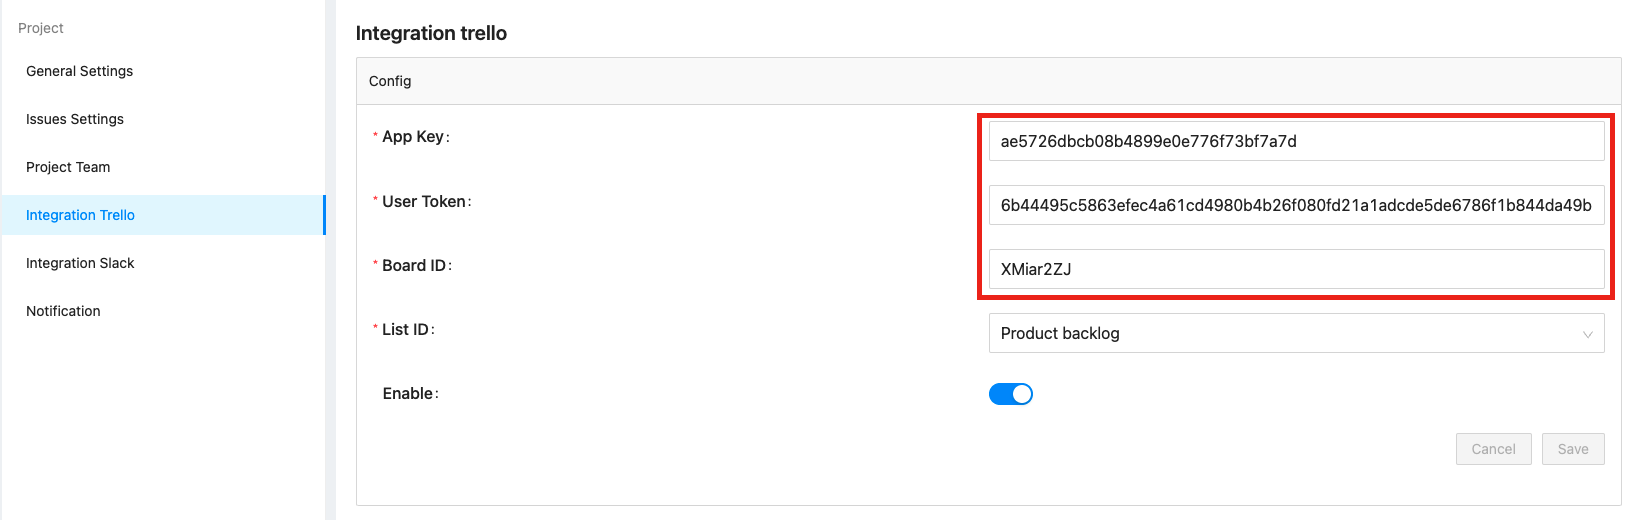 Project
General Settings
Issues Settings
Project Team
Integration Trello
Integration Slack
Notification
Integration trello
Config
* App Key:
ae5726dbcb08b4899e0e776f73bf7a7d
* User Token:
6b44495c5863efec4a61cd4980b4b26f080fd21a1adcde5de6786f1b844da49b
* Board ID:
XMiar2ZJ
* List ID:
Product backlog
Enable:
Cancel
Save